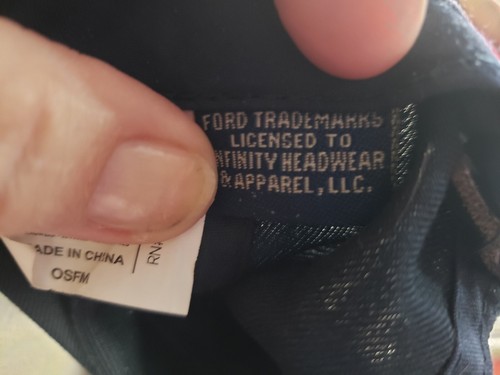 FORD TRADEMARKS
LICENSED TO
NFINITY HEADWEAR
& APPAREL, LLC.
ADE IN CHINA
OSFM
RN